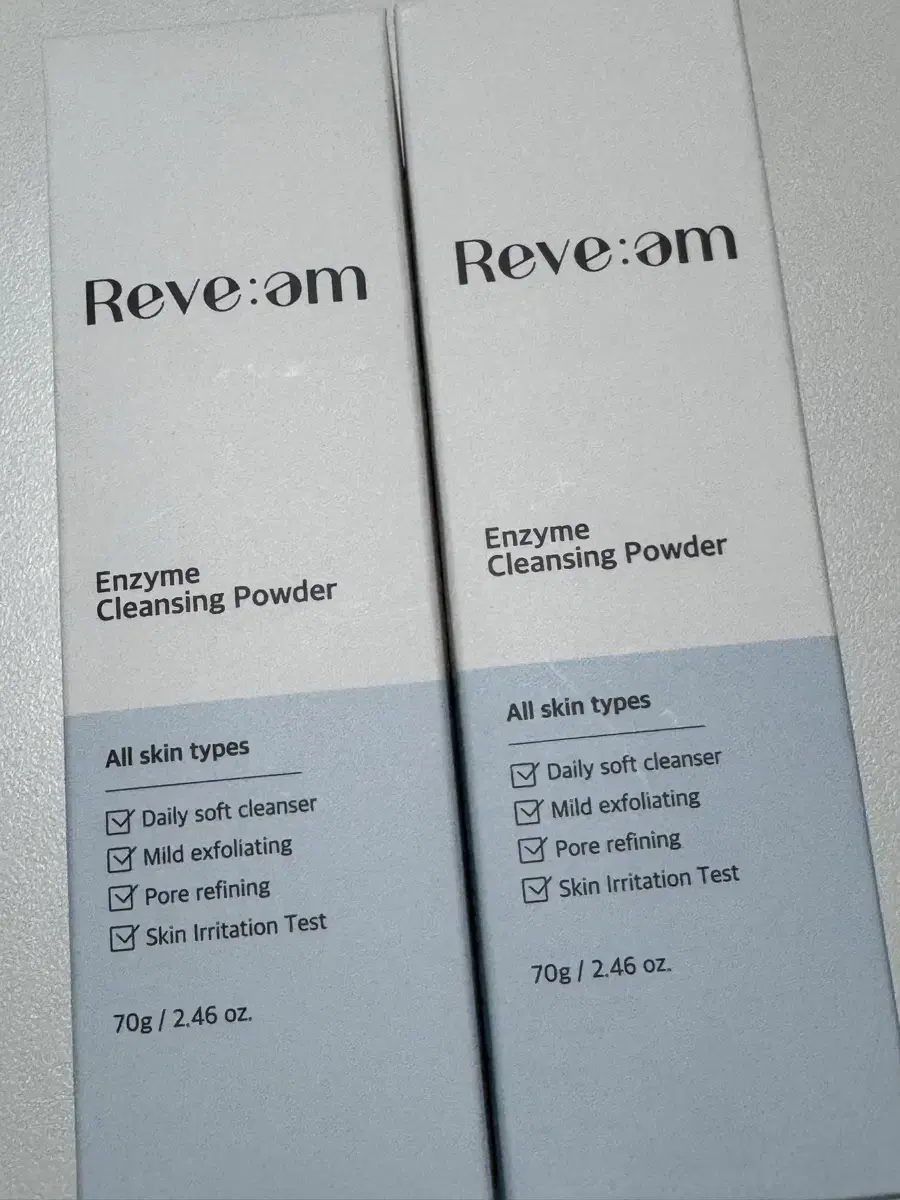 Reve:əm
Enzyme
Cleansing Powder
All skin types
Daily soft cleanser
Mild exfoliating
Pore refining
Skin Irritation Test
70g / 2.46 oz.
Reve:əm
Enzyme
Cleansing Powder
All skin types
Daily soft cleanser
Mild exfoliating
Pore refining
Skin Irritation Test
70g / 2.46 oz.